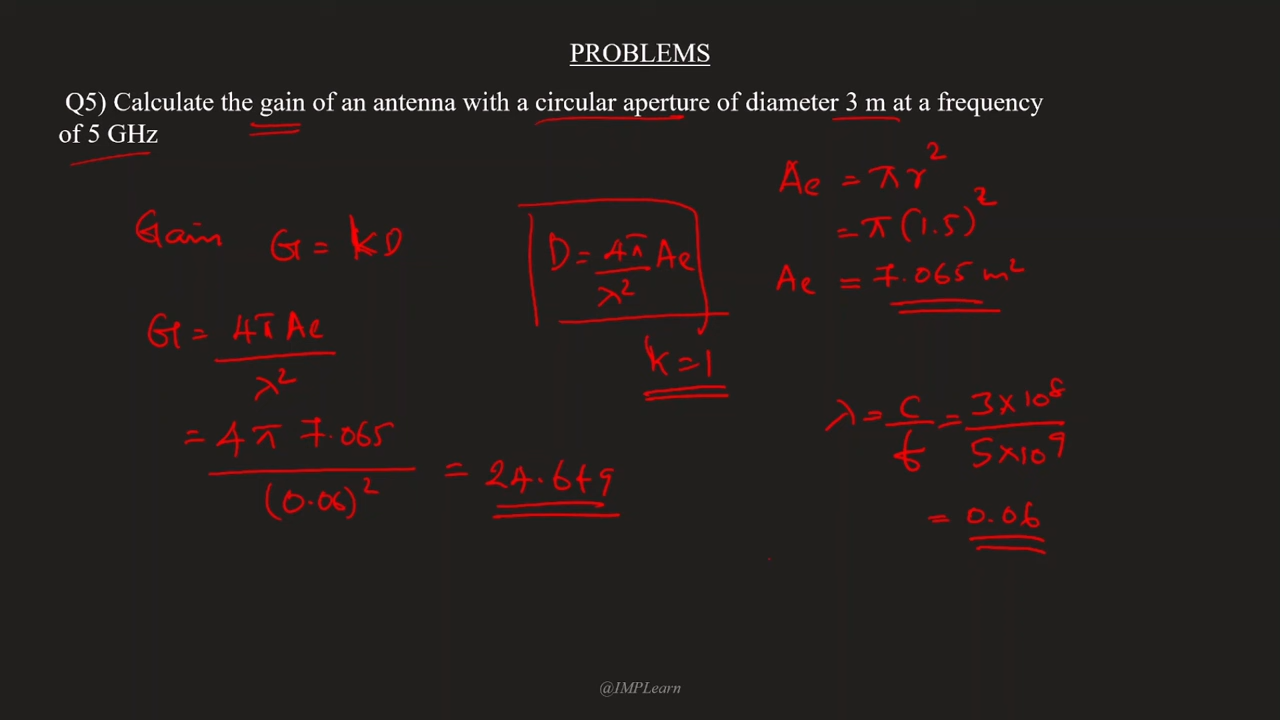 PROBLEMS
Q5) Calculate the gain of an antenna with a circular aperture of diameter 3 m at a frequency
of 5 GHz
Ae = πr²
= π(1.5)²
Ae = 7.065 m²
Gain G = KD
D = 4π/λ² Ae
K = 1
G = 4πAe/λ²
= 4π 7.065/(0.06)² = 24.649
λ = c/f = 3×10⁸/5×10⁹
= 0.06
@IMPLearn